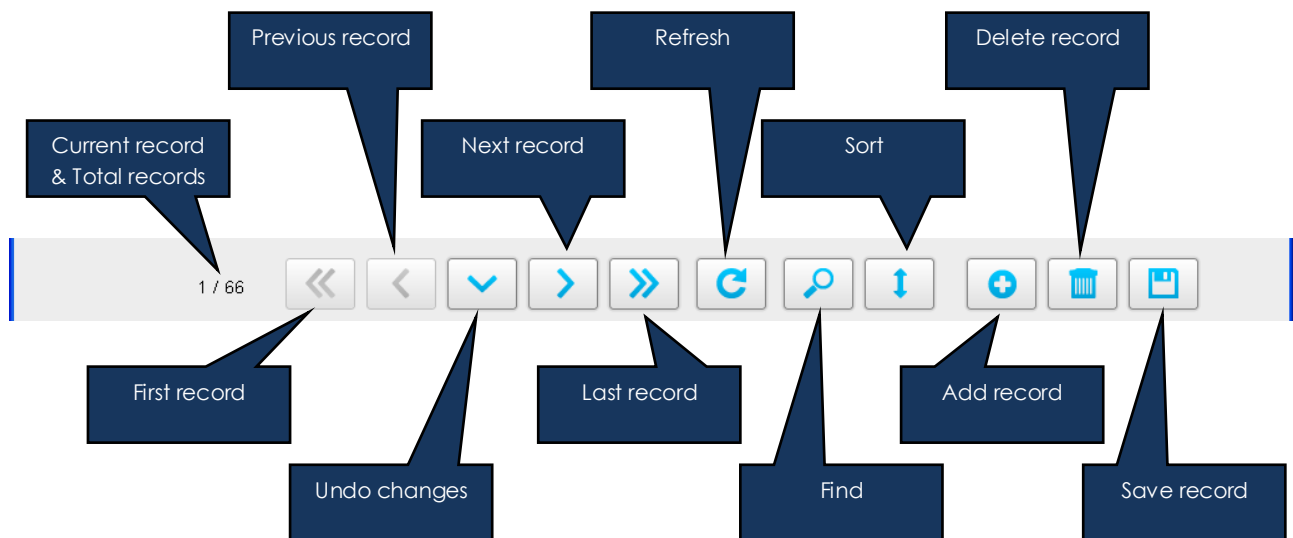 Previous record
Refresh
Delete record
Current record
& Total records
Next record
Sort
1 / 66
First record
Last record
Add record
Undo changes
Find
Save record